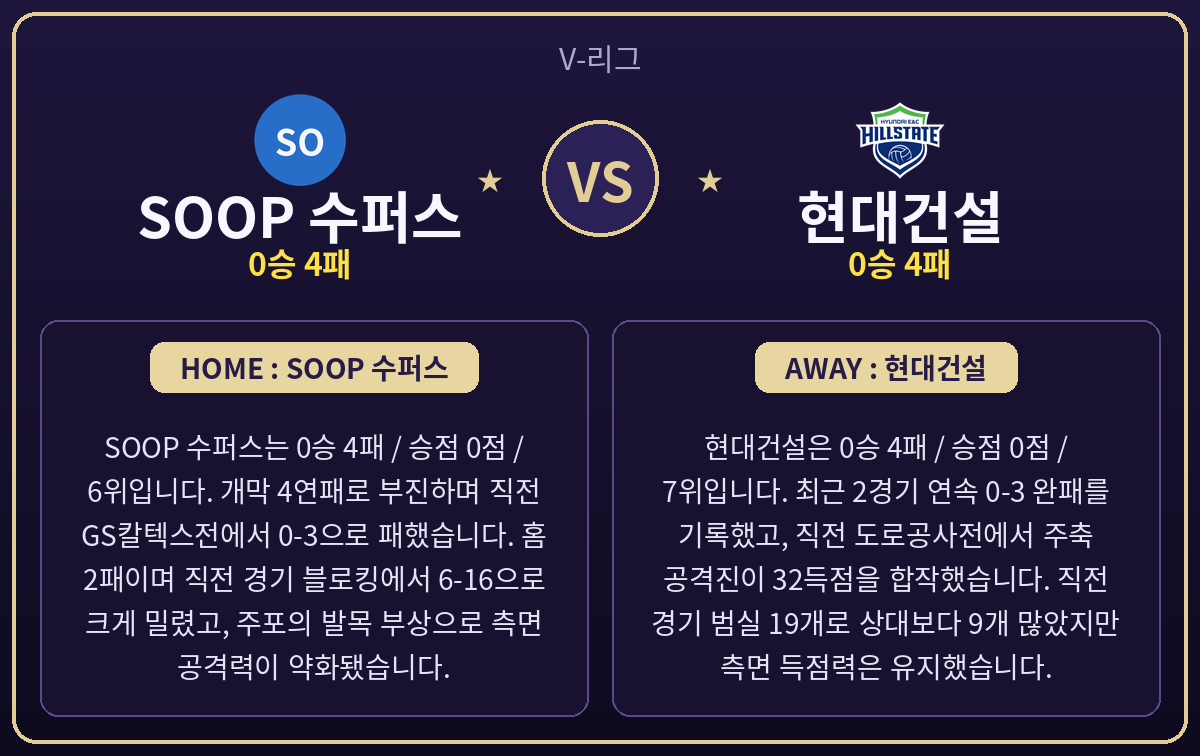 V-리그
SO
HYUNDAI E&C
HILLSTATE
SOOP 수퍼스
★
VS
★
현대건설
0승 4패
0승 4패
HOME : SOOP 수퍼스
SOOP 수퍼스는 0승 4패 / 승점 0점 /
6위입니다. 개막 4연패로 부진하며 직전
GS칼텍스전에서 0-3으로 패했습니다. 홈
2패이며 직전 경기 블로킹에서 6-16으로
크게 밀렸고, 주포의 발목 부상으로 측면
공격력이 약화됐습니다.
AWAY : 현대건설
현대건설은 0승 4패 / 승점 0점 /
7위입니다. 최근 2경기 연속 0-3 완패를
기록했고, 직전 도로공사전에서 주축
공격진이 32득점을 합작했습니다. 직전
경기 범실 19개로 상대보다 9개 많았지만
측면 득점력은 유지했습니다.